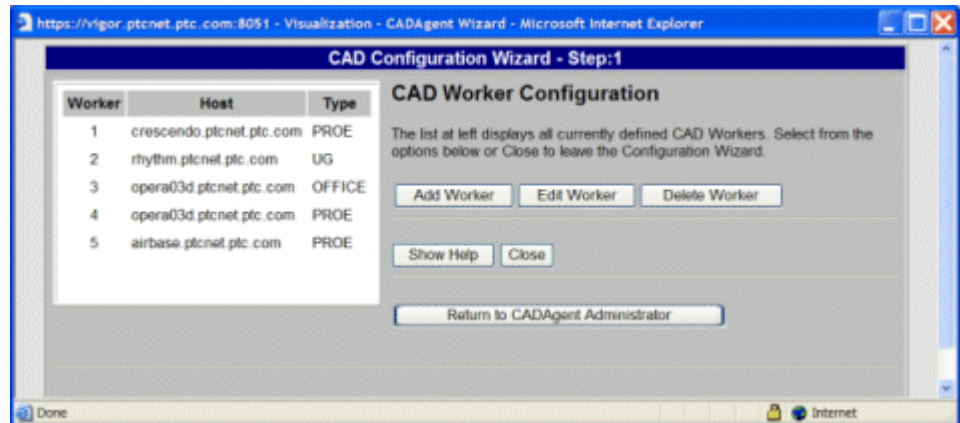 https://vigor.ptcnet.ptc.com:8051 - Visualization - CADAgent Wizard - Microsoft Internet Explorer
CAD Configuration Wizard - Step:1
Worker Host Type
1 crescendo.ptcnet.ptc.com PROE
2 rhythm.ptcnet.ptc.com UG
3 opera03d.ptcnet.ptc.com OFFICE
4 opera03d.ptcnet.ptc.com PROE
5 airbase.ptcnet.ptc.com PROE
CAD Worker Configuration
The list at left displays all currently defined CAD Workers. Select from the
options below or Close to leave the Configuration Wizard.
Add Worker Edit Worker Delete Worker
Show Help Close
Return to CADAgent Administrator
Done Internet